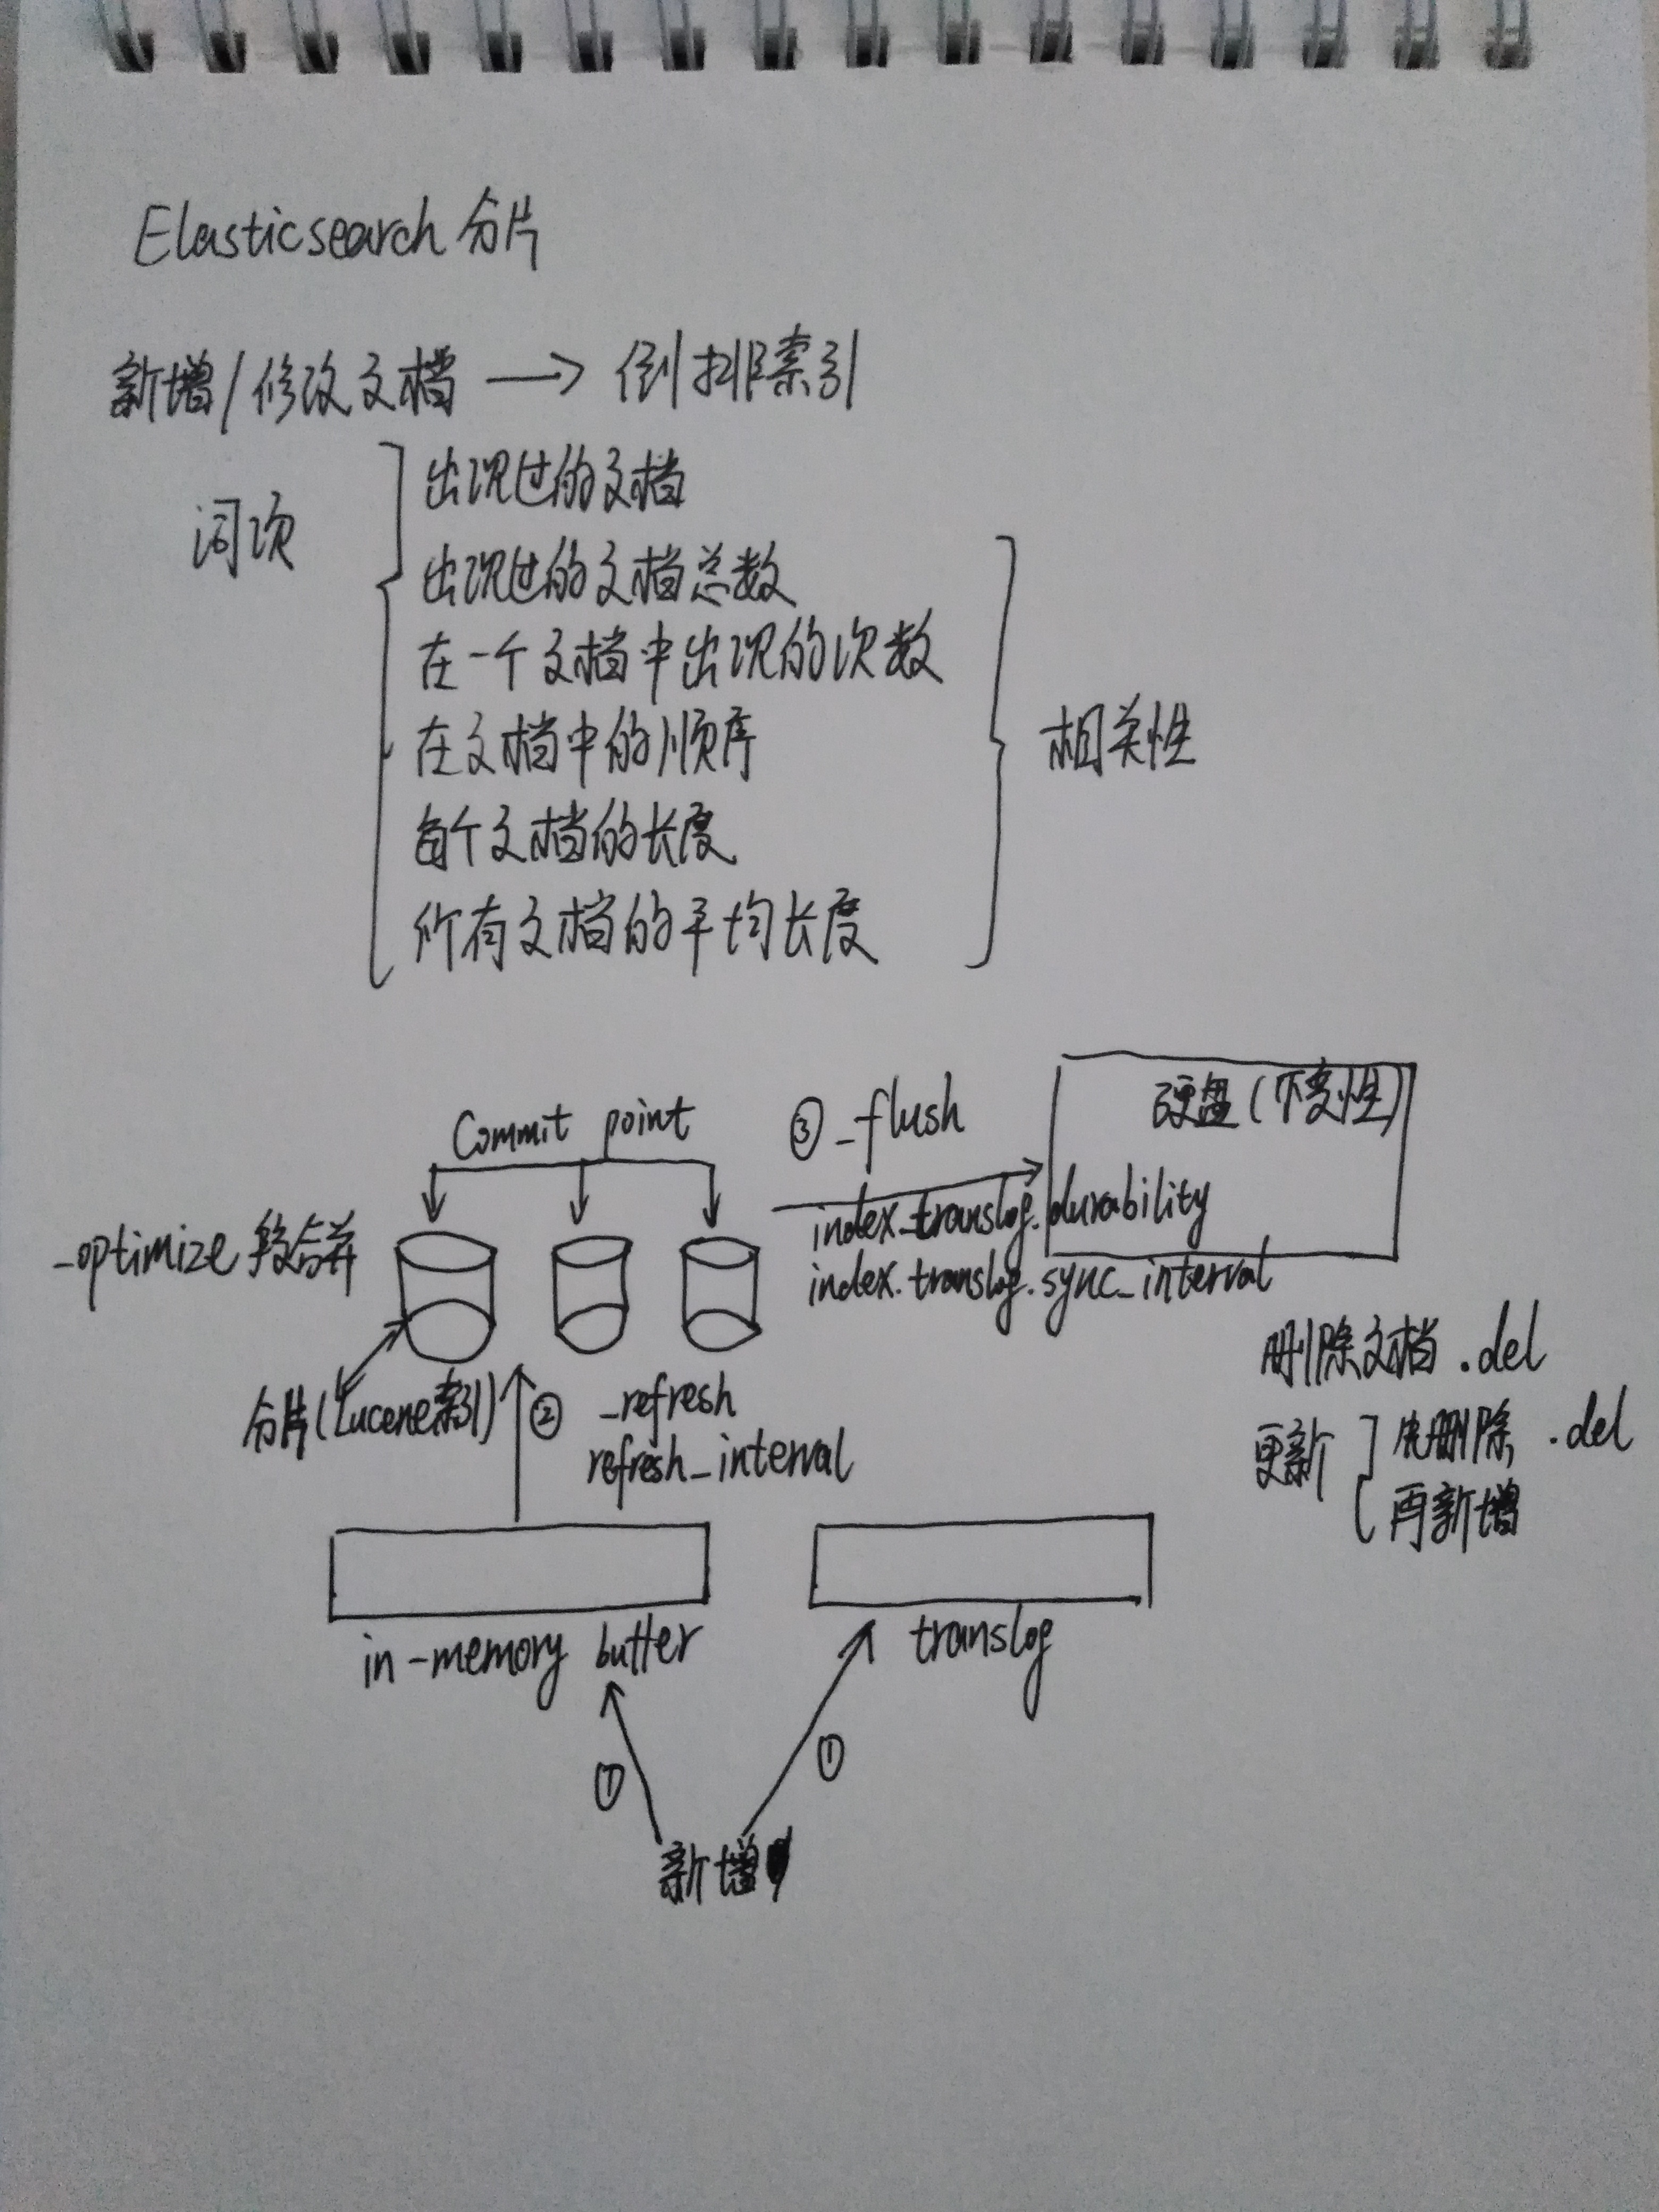 Elasticsearch 分片
新增/修改文档 → 倒排索引
词项
出现过的文档
出现过的文档总数
在一个文档中出现的次数
在文档中的顺序
每个文档的长度
所有文档的平均长度
相关性
Commit point
③ _flush
硬盘(不变性)
index_translog.durability
index.translog.sync_interval
_optimize 段合并
分片(Lucene索引)
② _refresh
refresh_interval
删除文档 .del
更新
先删除 .del
再新增
in-memory buffer
translog
①
①
新增